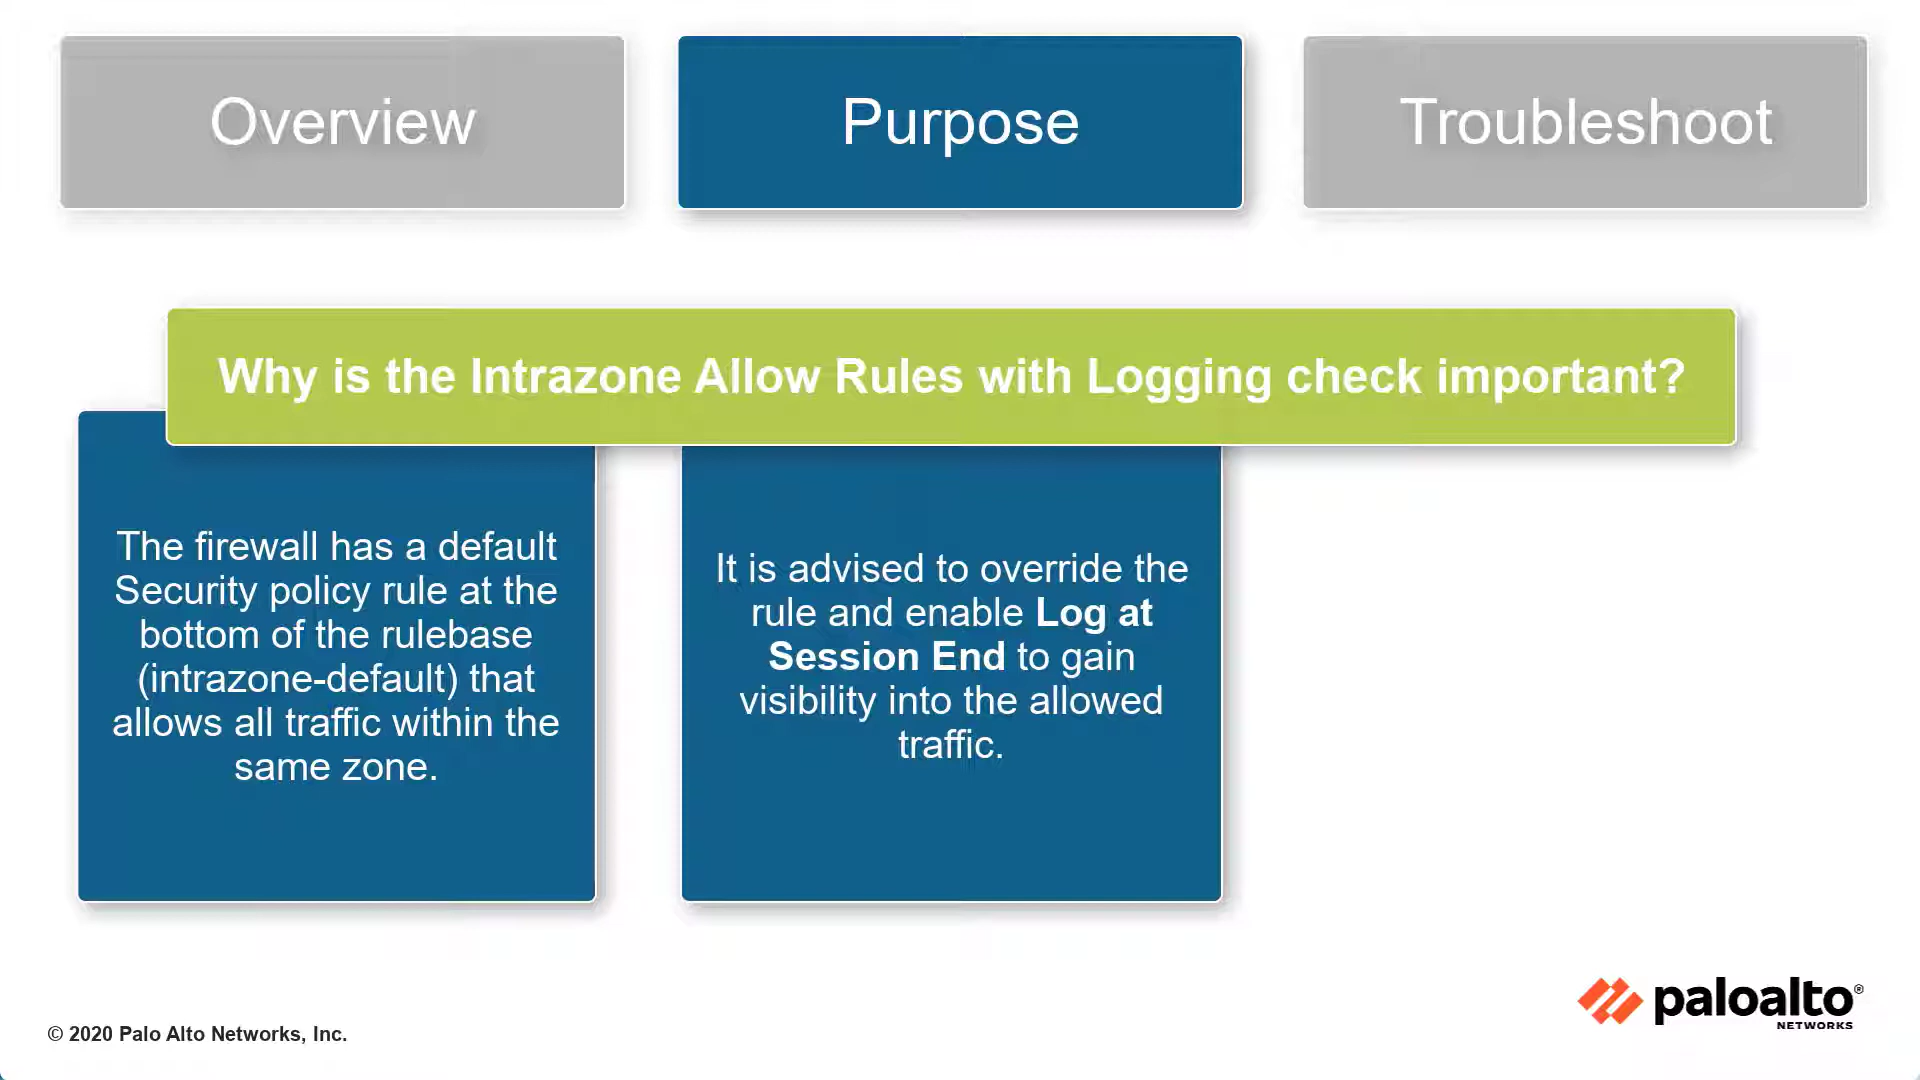 Overview
Purpose
Troubleshoot
Why is the Intrazone Allow Rules with Logging check important?
The firewall has a default
Security policy rule at the
bottom of the rulebase
(intrazone-default) that
allows all traffic within the
same zone.
It is advised to override the
rule and enable Log at
Session End to gain
visibility into the allowed
traffic.
© 2020 Palo Alto Networks, Inc.
paloalto®
NETWORKS